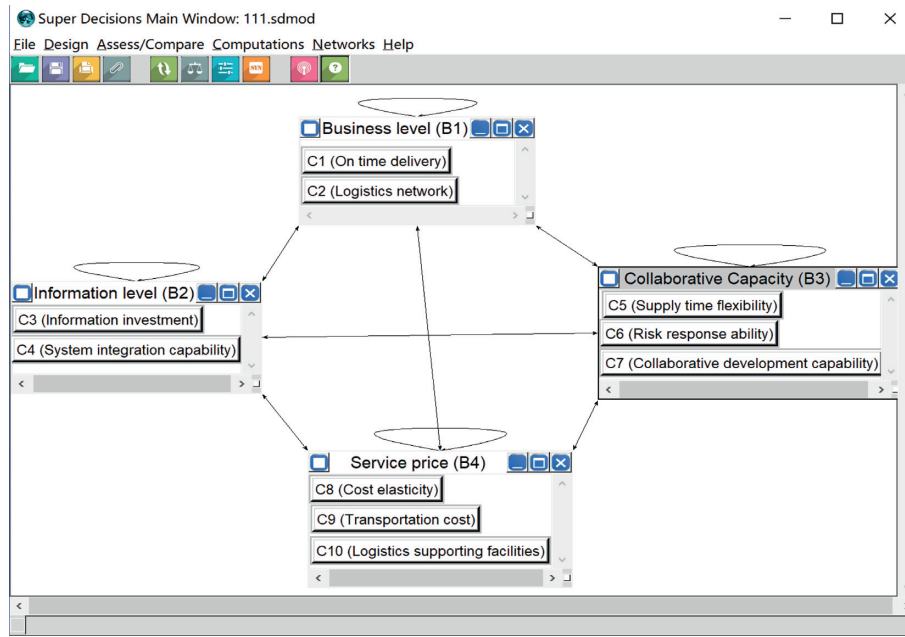 Super Decisions Main Window: 111.sdmod
File Design Assess/Compare Computations Networks Help
SYN
?
Business level (B1)
C1 (On time delivery)
C2 (Logistics network)
Information level (B2)
C3 (Information investment)
C4 (System integration capability)
Collaborative Capacity (B3)
C5 (Supply time flexibility)
C6 (Risk response ability)
C7 (Collaborative development capability)
Service price (B4)
C8 (Cost elasticity)
C9 (Transportation cost)
C10 (Logistics supporting facilities)